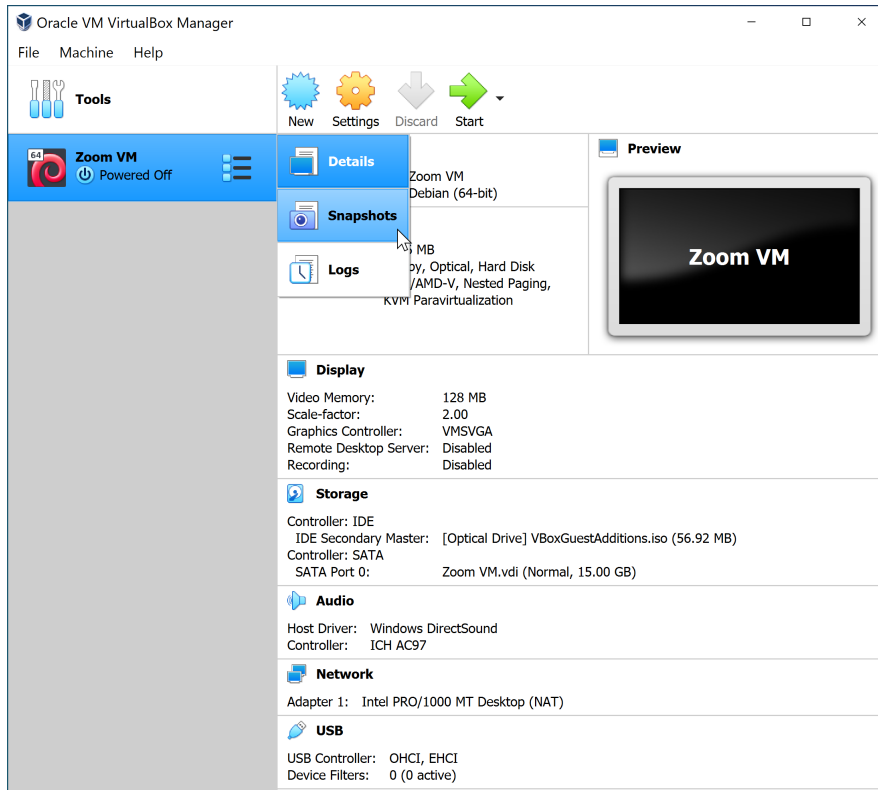 Oracle VM VirtualBox Manager
File Machine Help
Tools
New Settings Discard Start
64
Zoom VM
Powered Off
Details
Snapshots
Logs
Zoom VM
Debian (64-bit)
MB
Optical, Hard Disk
/AMD-V, Nested Paging,
KVM Paravirtualization
Preview
Zoom VM
Display
Video Memory: 128 MB
Scale-factor: 2.00
Graphics Controller: VMSVGA
Remote Desktop Server: Disabled
Recording: Disabled
Storage
Controller: IDE
IDE Secondary Master: [Optical Drive] VBoxGuestAdditions.iso (56.92 MB)
Controller: SATA
SATA Port 0: Zoom VM.vdi (Normal, 15.00 GB)
Audio
Host Driver: Windows DirectSound
Controller: ICH AC97
Network
Adapter 1: Intel PRO/1000 MT Desktop (NAT)
USB
USB Controller: OHCI, EHCI
Device Filters: 0 (0 active)